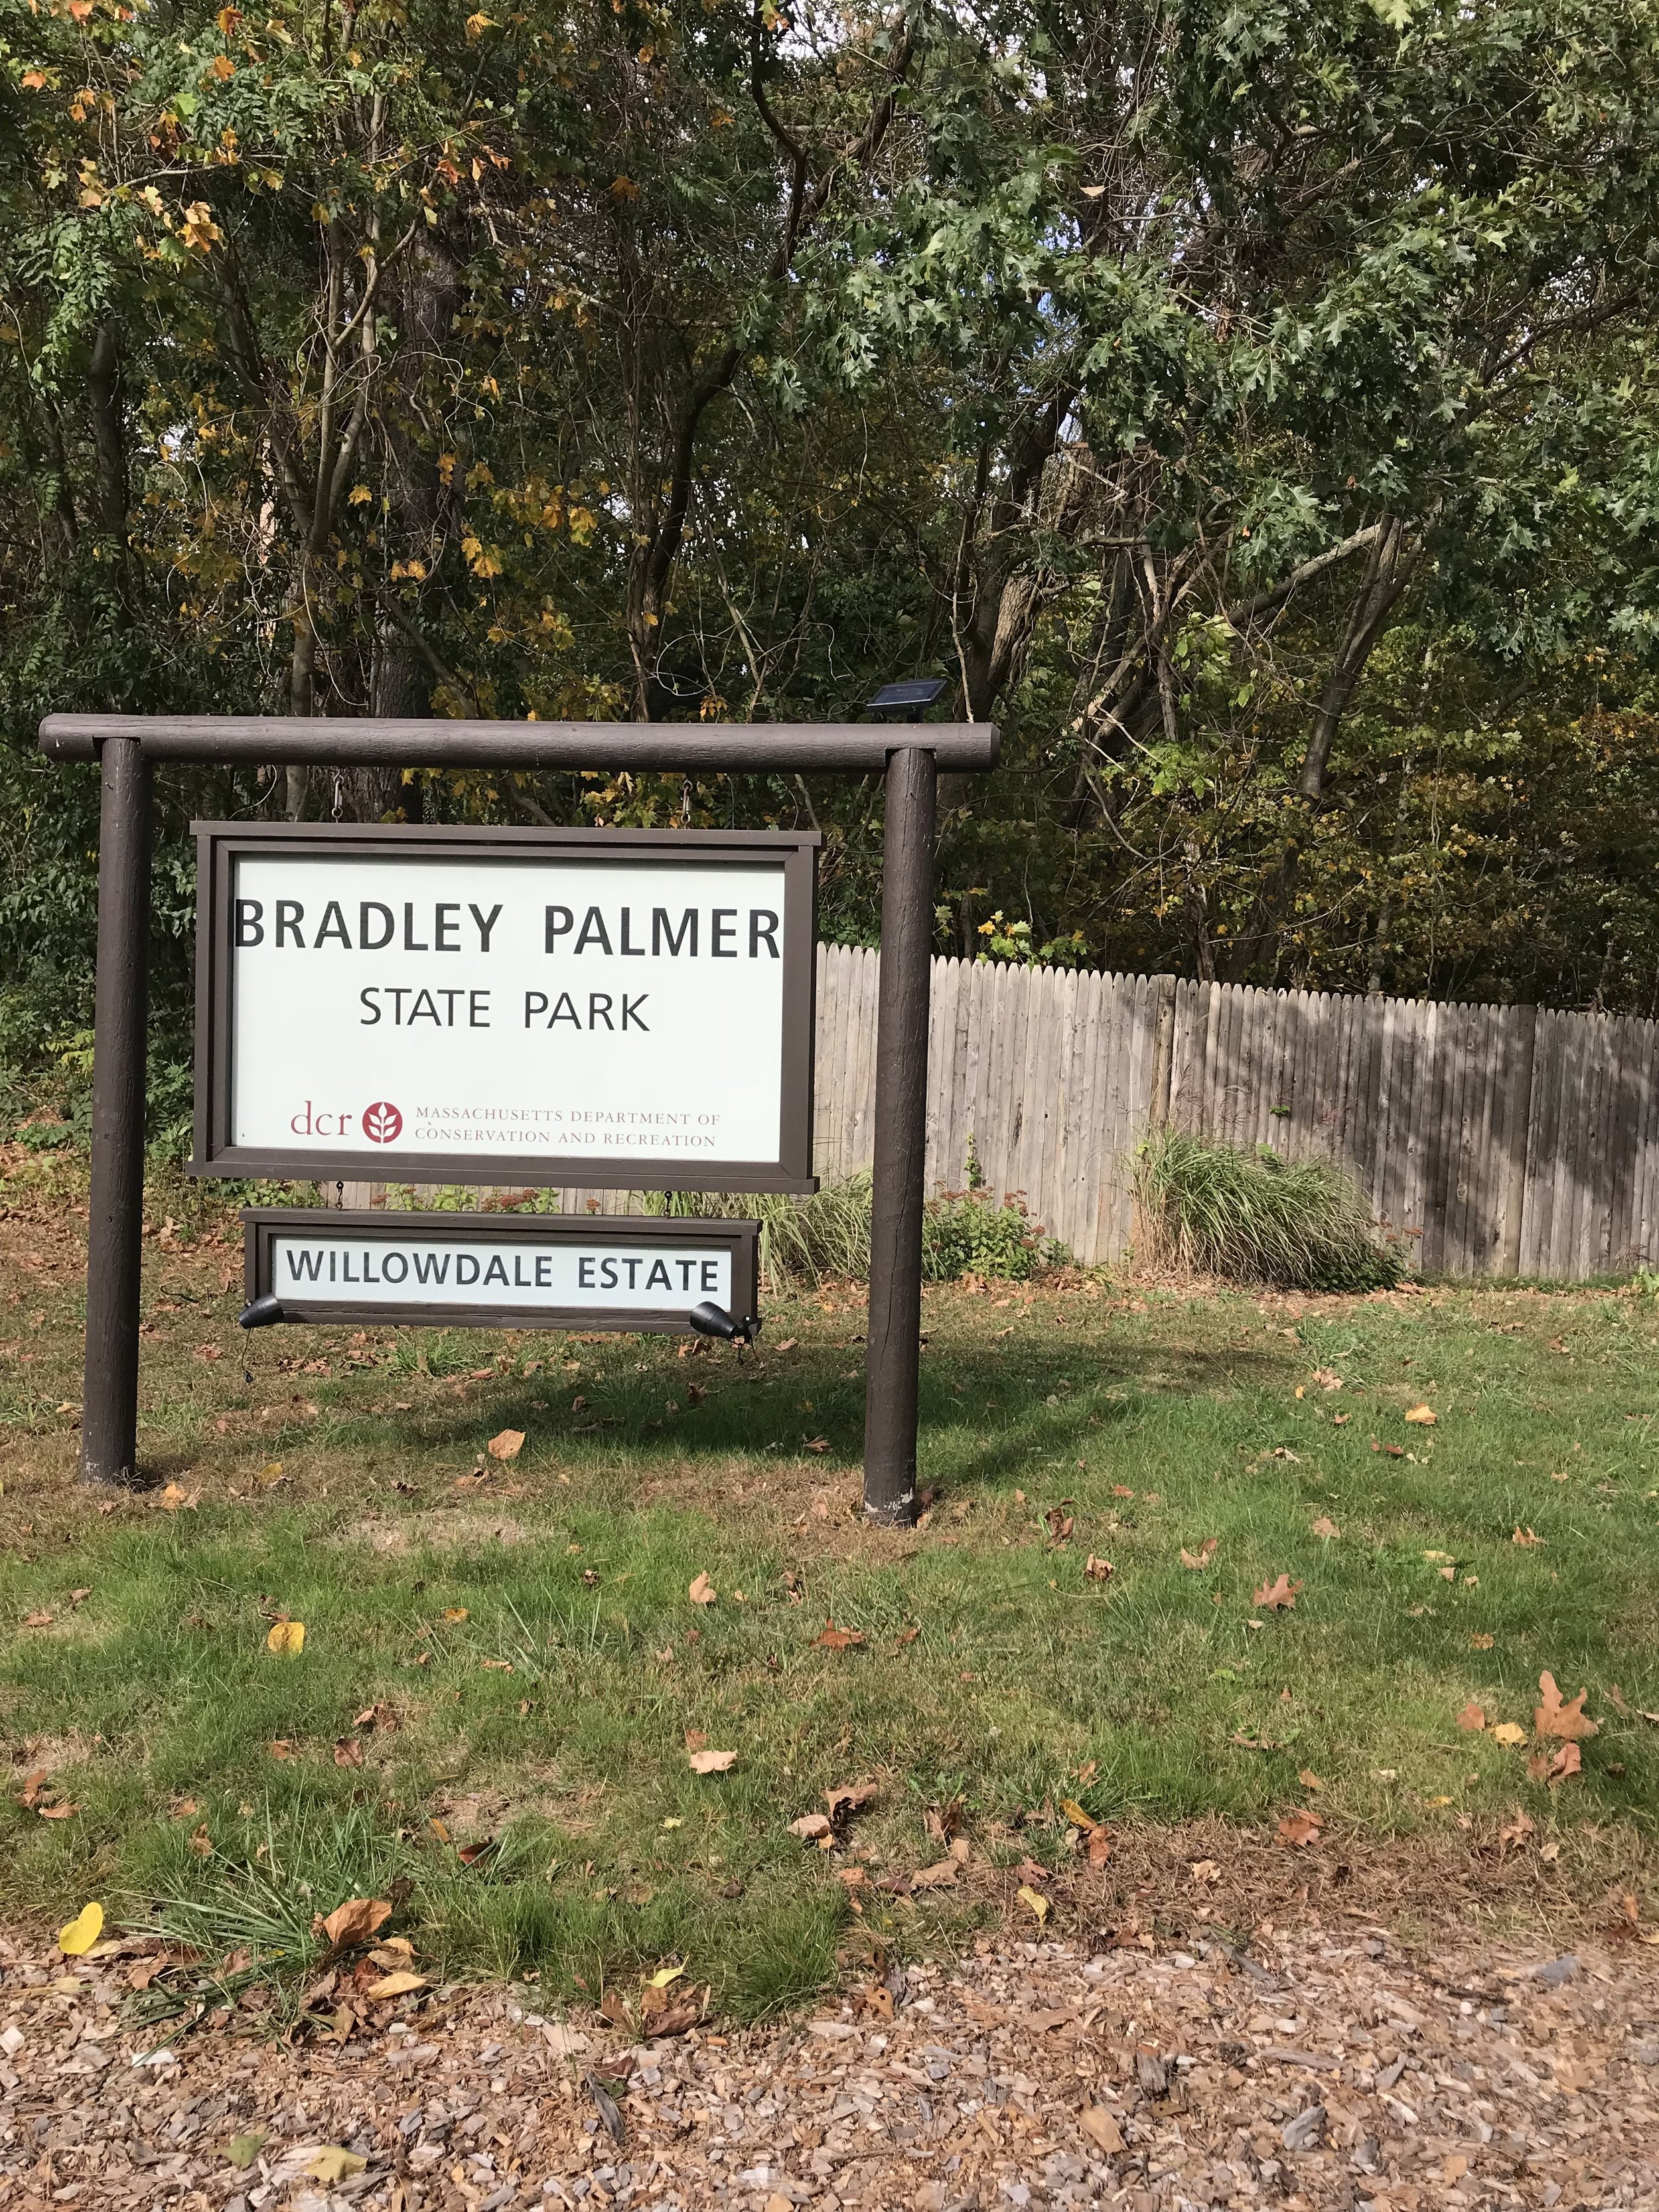 BRADLEY PALMER
STATE PARK
dcr
MASSACHUSETTS DEPARTMENT OF
CONSERVATION AND RECREATION
WILLOWDALE ESTATE